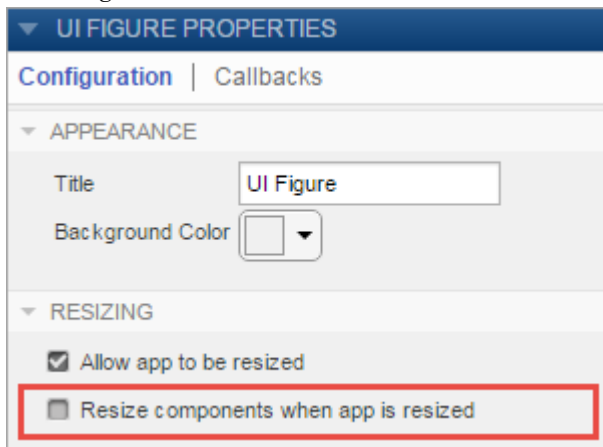 UI FIGURE PROPERTIES
Configuration | Callbacks
APPEARANCE
Title UI Figure
Background Color
RESIZING
Allow app to be resized
Resize components when app is resized